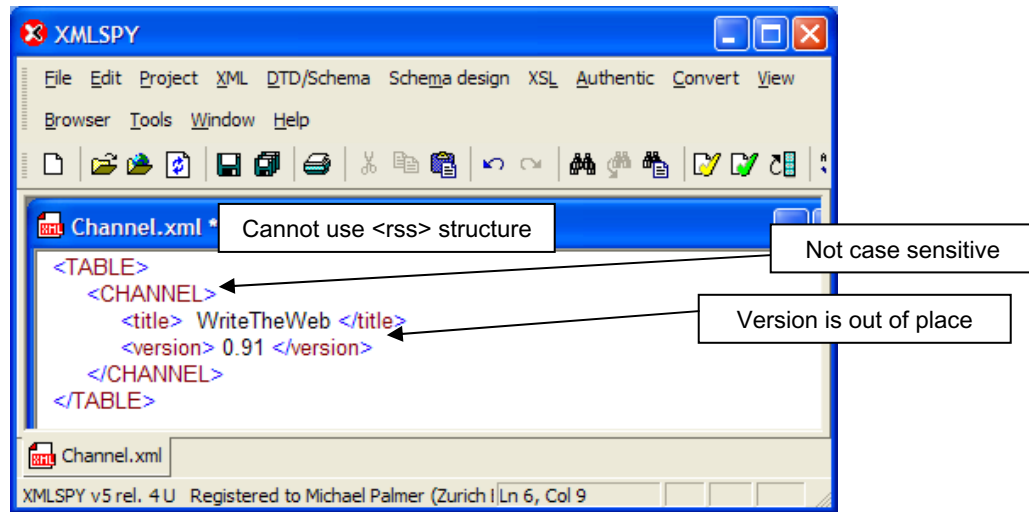 XMLSPY
File Edit Project XML DTD/Schema Schema design XSL Authentic Convert View
Browser Tools Window Help
Channel.xml *
Cannot use <rss> structure
Not case sensitive
<TABLE>
<CHANNEL>
<title> WriteTheWeb </title>
Version is out of place
<version> 0.91 </version>
</CHANNEL>
</TABLE>
Channel.xml
XMLSPY v5 rel. 4 U Registered to Michael Palmer (Zurich Ln 6, Col 9